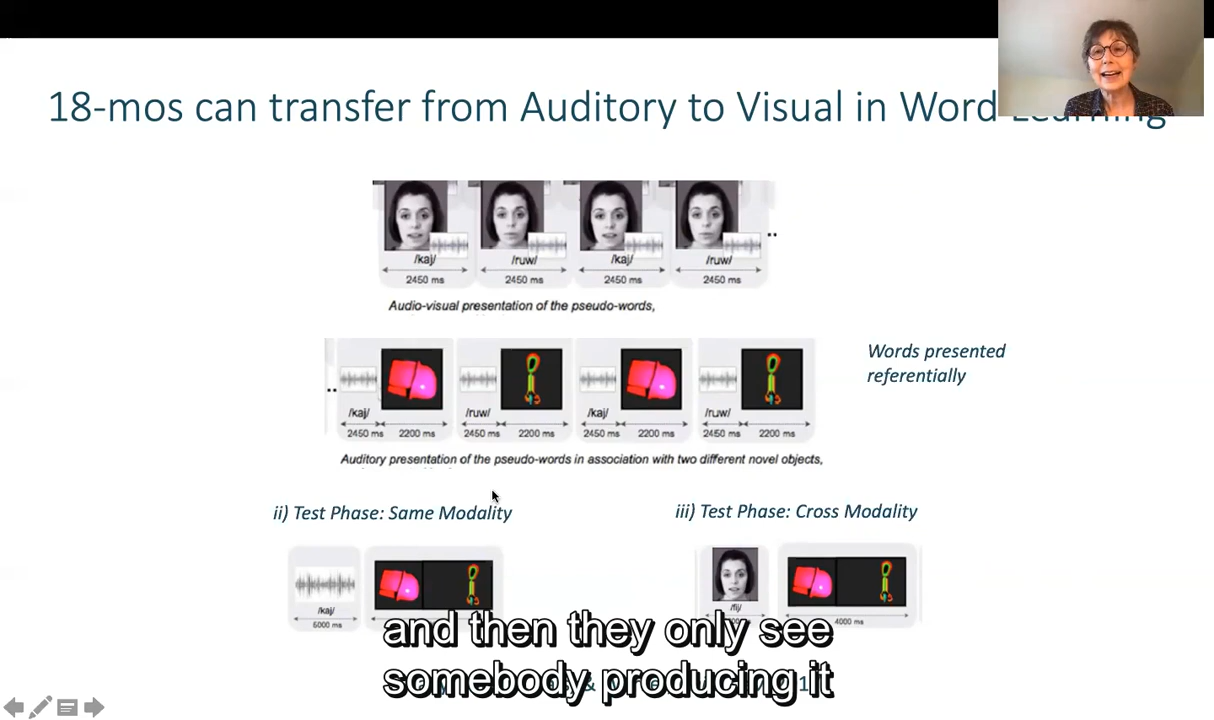 18-mos can transfer from Auditory to Visual in Word Learning
/kaj/ /ruw/ /kaj/ /ruw/ ..
2450 ms 2450 ms 2450 ms 2450 ms
Audio-visual presentation of the pseudo-words,
Words presented
referentially
..
/kaj/ /ruw/ /kaj/ /ruw/
2450 ms 2200 ms 2450 ms 2200 ms 2450 ms 2200 ms 2450 ms 2200 ms
Auditory presentation of the pseudo-words in association with two different novel objects,
ii) Test Phase: Same Modality
iii) Test Phase: Cross Modality
/kaj/
6000 ms
4000 ms
and then they only see
somebody producing it